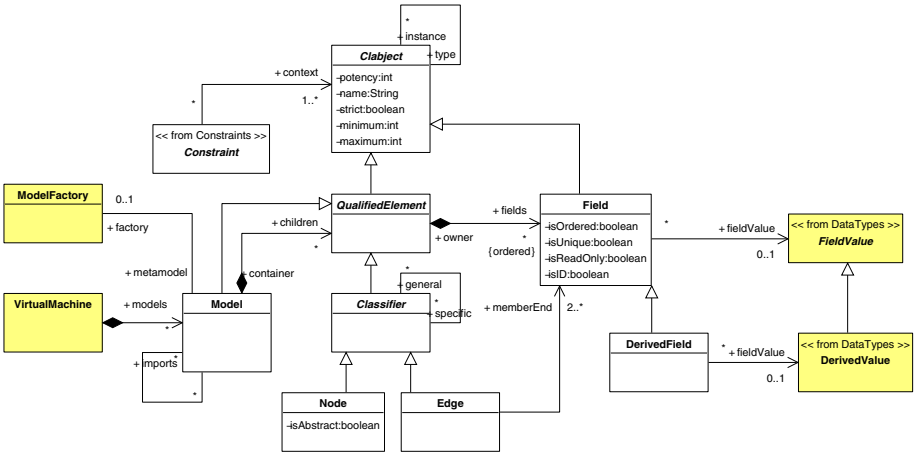 *
+ instance
+ type
Clabject
-potency:int
-name:String
-strict:boolean
-minimum:int
-maximum:int
+ context
1..*
*
<< from Constraints >>
Constraint
ModelFactory
0..1
+ factory
QualifiedElement
+ children
*
+ fields
*
{ordered}
+ owner
Field
-isOrdered:boolean
-isUnique:boolean
-isReadOnly:boolean
-isID:boolean
*
+ fieldValue
0..1
<< from DataTypes >>
FieldValue
+ metamodel
+ container
VirtualMachine
+ models
*
Model
+ imports
*
*
*
+ general
*
+ specific
Classifier
+ memberEnd
2..*
DerivedField
*
+ fieldValue
0..1
<< from DataTypes >>
DerivedValue
Node
-isAbstract:boolean
Edge